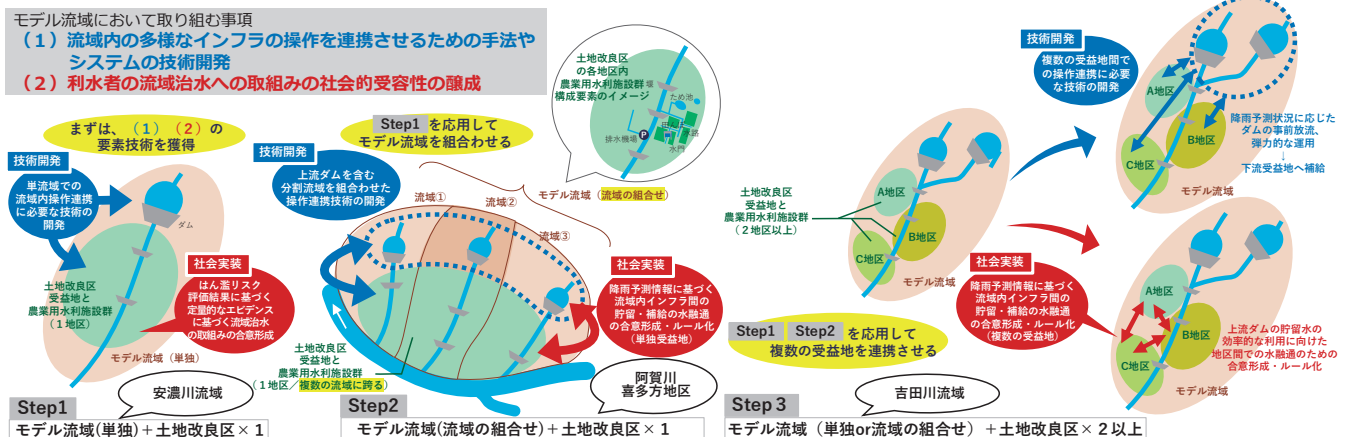 モデル流域において取り組む事項
（1）流域内の多様なインフラの操作を連携させるための手法や
システムの技術開発
（2）利水者の流域治水への取組みの社会的受容性の醸成
まずは、（1）（2）の
要素技術を獲得
技術開発
単流域での
流域内操作連携
に必要な技術の
開発
ダム
土地改良区
受益地と
農業用水利施設群
（1地区）
社会実装
はん濫リスク
評価結果に基づく
定量的なエビデンス
に基づく流域治水
の取組みの合意形成
モデル流域（単独）
安濃川流域
Step1
モデル流域(単独)＋土地改良区×1
Step1 を応用して
モデル流域を組合わせる
技術開発
上流ダムを含む
分割流域を組合わせた
操作連携技術の開発
土地改良区
の各地区内
農業用水利施設群
構成要素のイメージ
堰
ため池
田んぼ
水路
排水機場
P
水門
モデル流域（流域の組合せ）
流域①
流域②
流域③
社会実装
降雨予測情報に基づく
流域内インフラ間の
貯留・補給の水融通
の合意形成・ルール化
（単独受益地）
土地改良区
受益地と
農業用水利施設群
（1地区／複数の流域に跨る）
阿賀川
喜多方地区
Step2
モデル流域(流域の組合せ)＋土地改良区×1
土地改良区
受益地と
農業用水利施設群
（2地区以上）
A地区
B地区
C地区
モデル流域
Step1 Step2 を応用して
複数の受益地を連携させる
吉田川流域
Step３
モデル流域（単独or流域の組合せ）＋土地改良区×2以上
技術開発
複数の受益地間で
の操作連携に必要
な技術の開発
A地区
B地区
C地区
モデル流域
降雨予測状況に応じた
ダムの事前放流、
弾力的な運用
↓
下流受益地へ補給
社会実装
降雨予測情報に基づく
流域内インフラ間の
貯留・補給の水融通
の合意形成・ルール化
（複数の受益地）
A地区
B地区
C地区
モデル流域
上流ダムの貯留水の
効率的な利用に向けた
地区間での水融通のための
合意形成・ルール化